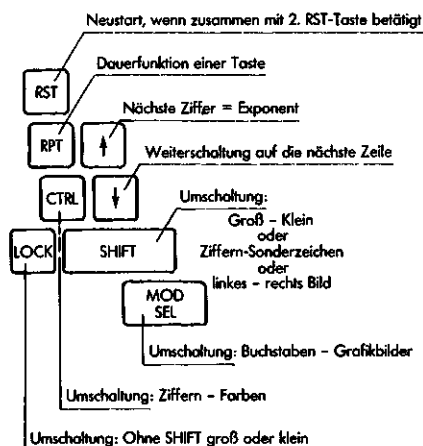 Neustart, wenn zusammen mit 2. RST-Taste betätigt
RST
Dauerfunktion einer Taste
RPT
↑
Nächste Ziffer = Exponent
Weiterschaltung auf die nächste Zeile
CTRL
↓
Umschaltung:
Groß – Klein
oder
Ziffern-Sonderzeichen
oder
linkes – rechts Bild
LOCK
SHIFT
MOD
SEL
Umschaltung: Buchstaben – Grafikbilder
Umschaltung: Ziffern – Farben
Umschaltung: Ohne SHIFT groß oder klein